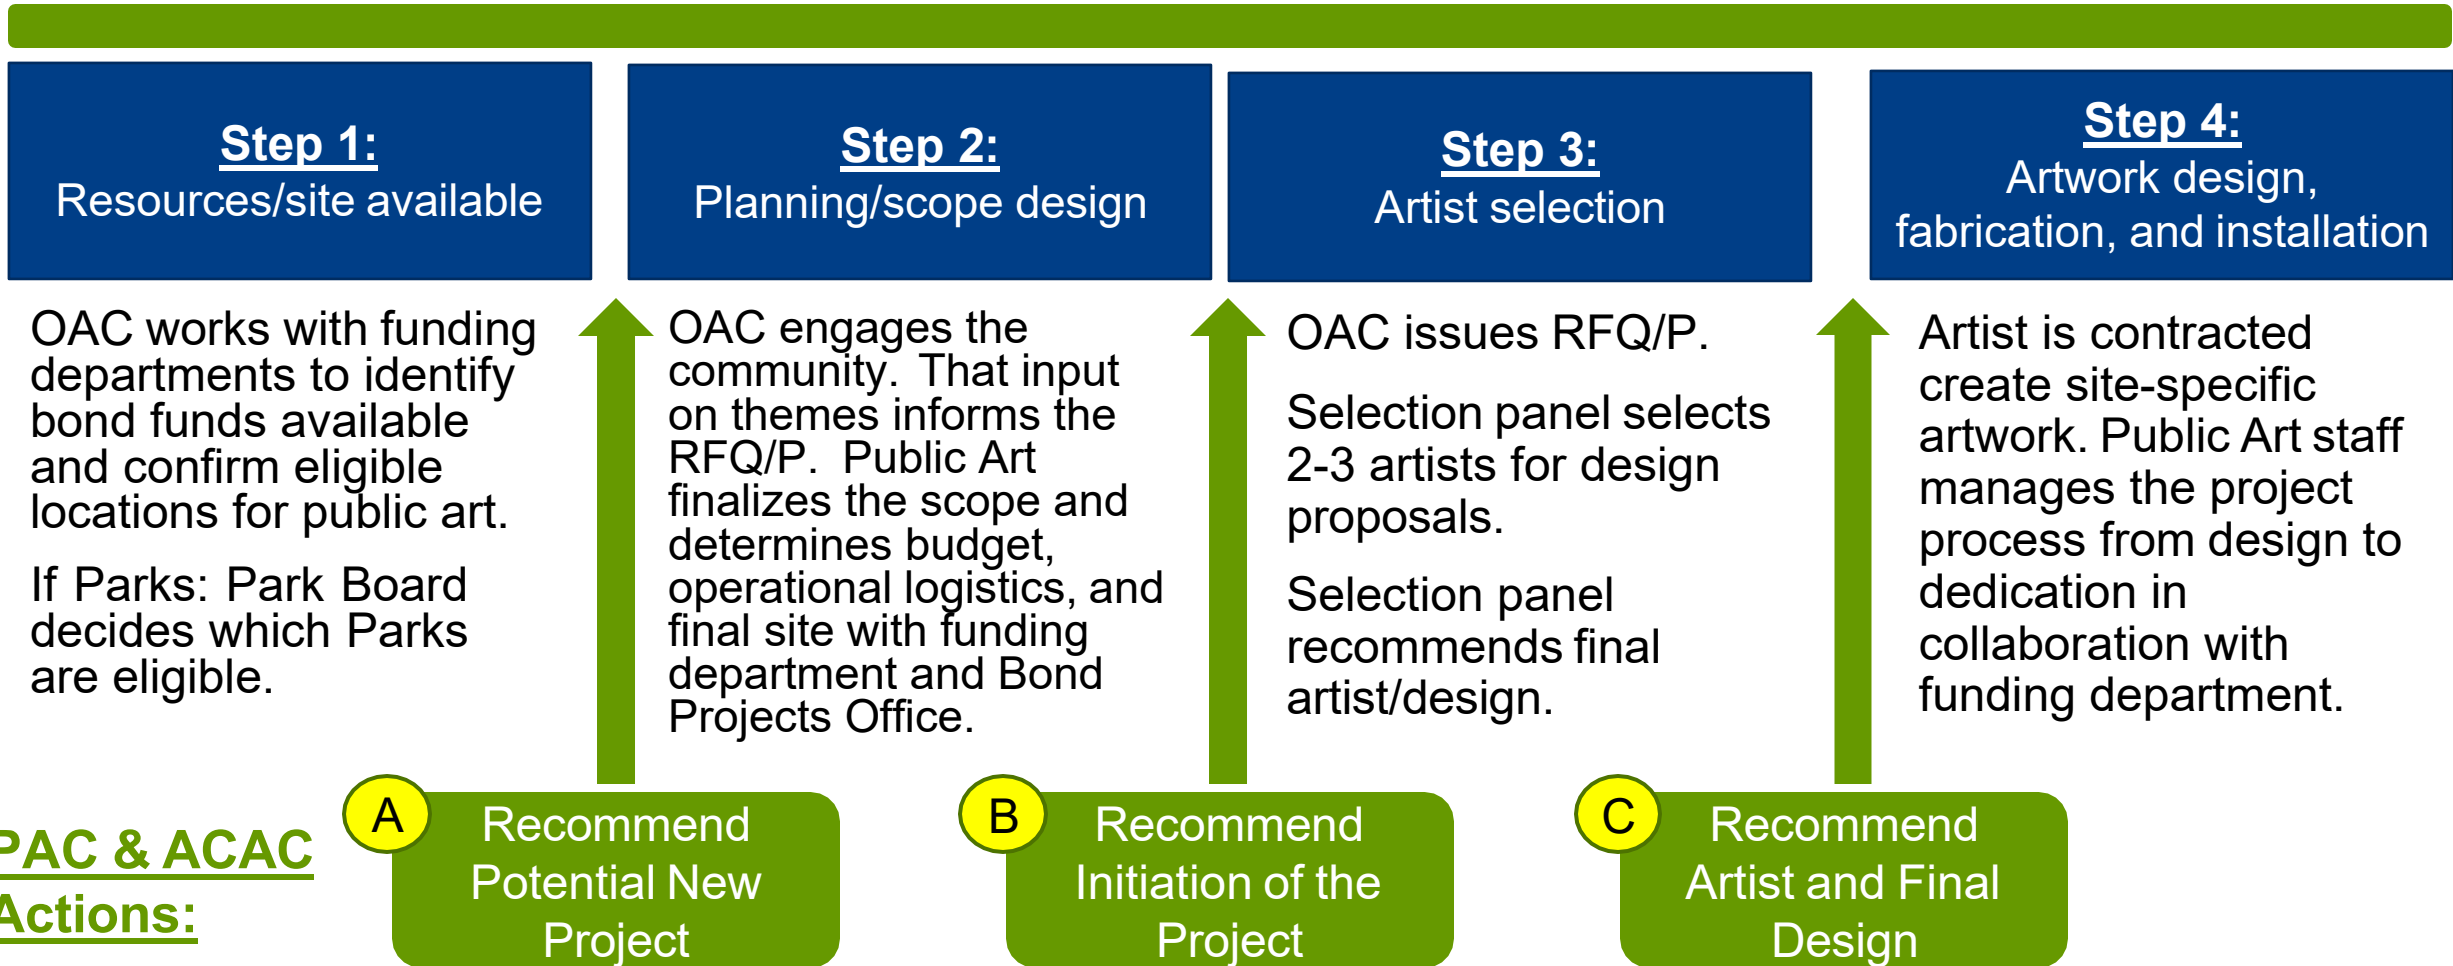 Step 1:
Resources/site available
Step 2:
Planning/scope design
Step 3:
Artist selection
Step 4:
Artwork design,
fabrication, and installation
OAC works with funding
departments to identify
bond funds available
and confirm eligible
locations for public art.
If Parks: Park Board
decides which Parks
are eligible.
OAC engages the
community. That input
on themes informs the
RFQ/P. Public Art
finalizes the scope and
determines budget,
operational logistics, and
final site with funding
department and Bond
Projects Office.
OAC issues RFQ/P.
Selection panel selects
2-3 artists for design
proposals.
Selection panel
recommends final
artist/design.
Artist is contracted
create site-specific
artwork. Public Art staff
manages the project
process from design to
dedication in
collaboration with
funding department.
PAC & ACAC
Actions:
A
Recommend
Potential New
Project
B
Recommend
Initiation of the
Project
C
Recommend
Artist and Final
Design